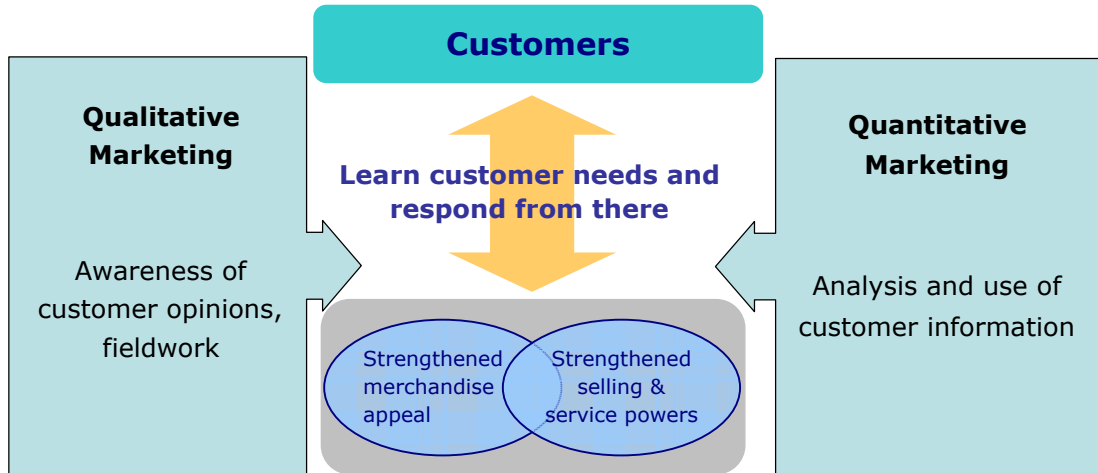 Customers
Qualitative
Marketing
Awareness of
customer opinions,
fieldwork
Learn customer needs and
respond from there
Strengthened
merchandise
appeal
Strengthened
selling &
service powers
Quantitative
Marketing
Analysis and use of
customer information